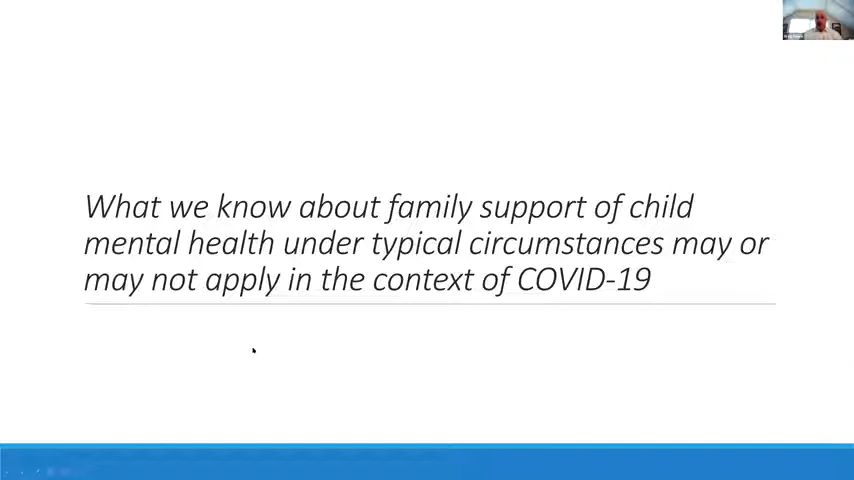 What we know about family support of child
mental health under typical circumstances may or
may not apply in the context of COVID-19